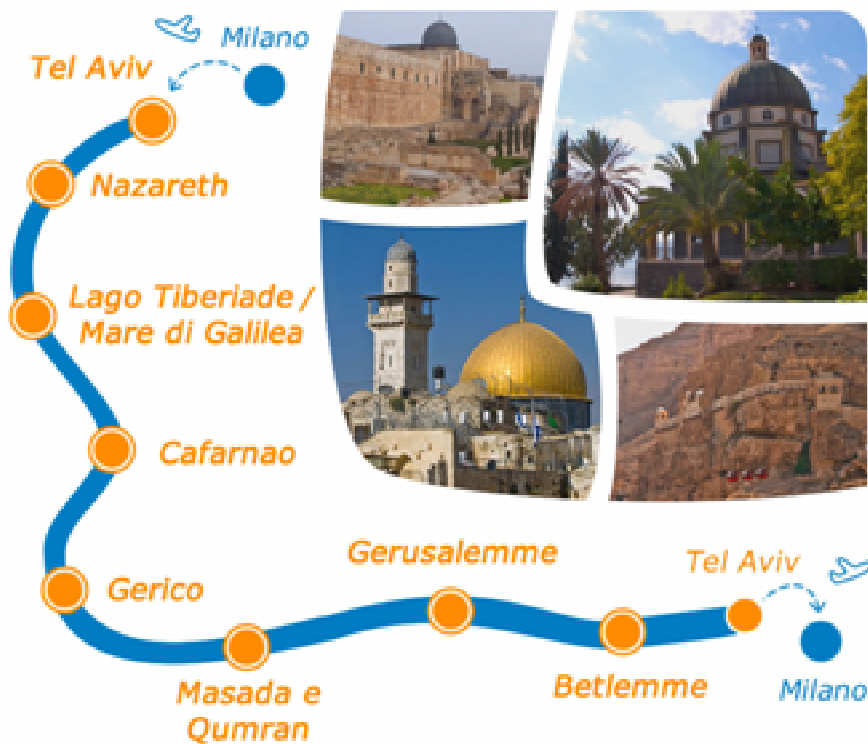 Milano
Tel Aviv
Nazareth
Lago Tiberiade /
Mare di Galilea
Cafarnao
Gerico
Masada e
Qumran
Gerusalemme
Betlemme
Tel Aviv
Milano